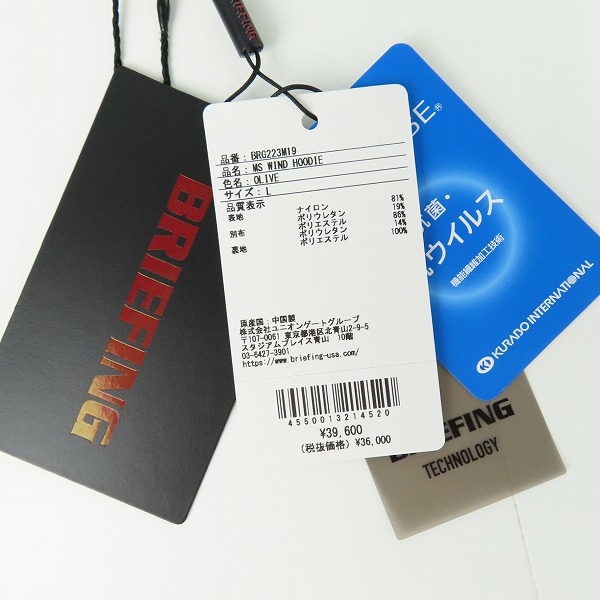 BRIEFING
BRIEFING
品番: BRG223M19
品名: MS WIND HOODIE
色名: OLIVE
サイズ: L
品質表示
表地 ナイロン 81%
ポリウレタン 19%
別布 ポリエステル 86%
ポリウレタン 14%
裏地 ポリエステル 100%
原産国: 中国製
株式会社ユニオンゲートグループ
〒107-0061 東京都港区北青山2-9-5
スタジアムプレイス青山 10階
03-6427-3901
https://www.briefing-usa.com/
4550013214520
¥39,600
(税抜価格) ¥36,000
SE®
菌・
ウイルス
機能繊維加工技術
KURABO INTERNATIONAL
BRIEFING
TECHNOLOGY